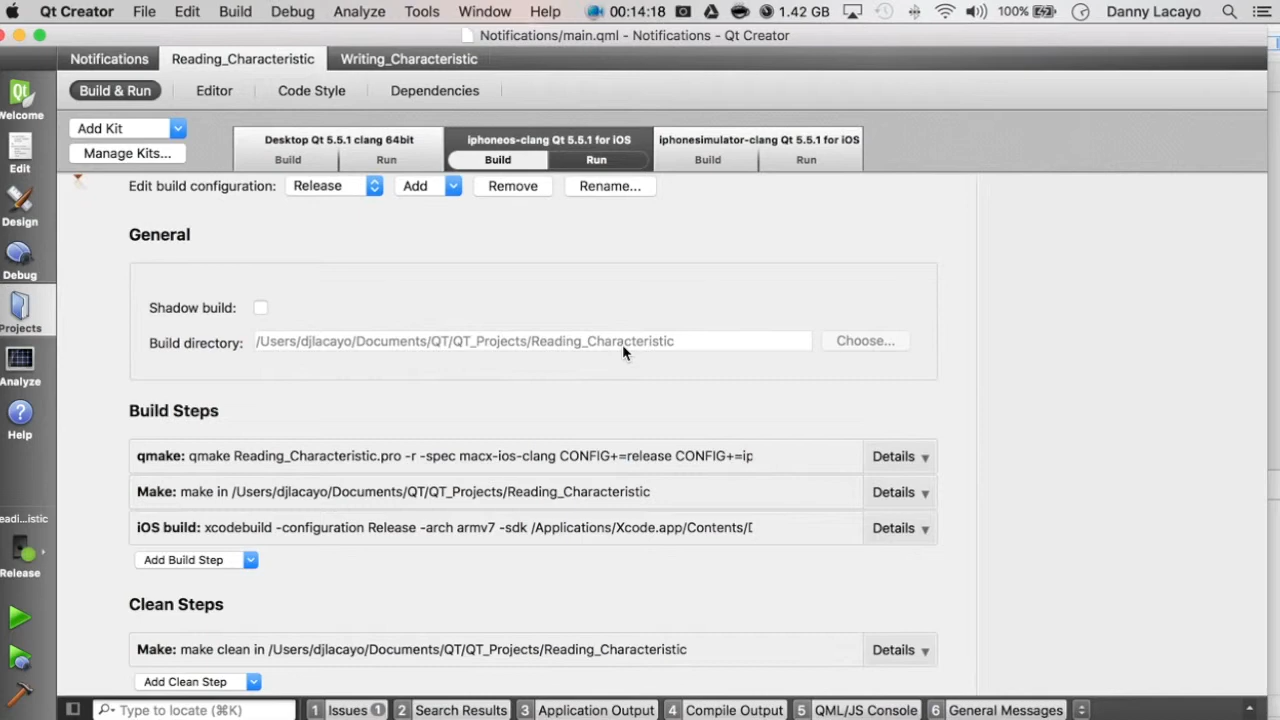 Qt Creator File Edit Build Debug Analyze Tools Window Help 00:14:18 1.42 GB 100% Danny Lacayo
Notifications/main.qml - Notifications - Qt Creator
Notifications Reading_Characteristic Writing_Characteristic
Build & Run Editor Code Style Dependencies
Add Kit
Manage Kits...
Desktop Qt 5.5.1 clang 64bit iphoneos-clang Qt 5.5.1 for iOS iphonesimulator-clang Qt 5.5.1 for iOS
Build Run Build Run Build Run
Edit build configuration: Release Add Remove Rename...
General
Shadow build:
Build directory: /Users/djlacayo/Documents/QT/QT_Projects/Reading_Characteristic Choose...
Build Steps
qmake: qmake Reading_Characteristic.pro -r -spec macx-ios-clang CONFIG+=release CONFIG+=ip Details
Make: make in /Users/djlacayo/Documents/QT/QT_Projects/Reading_Characteristic Details
iOS build: xcodebuild -configuration Release -arch armv7 -sdk /Applications/Xcode.app/Contents/D Details
Add Build Step
Clean Steps
Make: make clean in /Users/djlacayo/Documents/QT/QT_Projects/Reading_Characteristic Details
Add Clean Step
Qt
Welcome
Edit
Design
Debug
Projects
Analyze
?
Help
eadi...istic
Release
Type to locate (⌘K) 1 Issues 1 2 Search Results 3 Application Output 4 Compile Output 5 QML/JS Console 6 General Messages